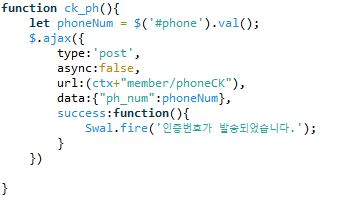 function ck_ph(){
    let phoneNum = $('#phone').val();
    $.ajax({
        type:'post',
        async:false,
        url:(ctx+"member/phoneCK"),
        data:{"ph_num":phoneNum},
        success:function(){
            Swal.fire('인증번호가 발송되었습니다.');
        }
    })
}